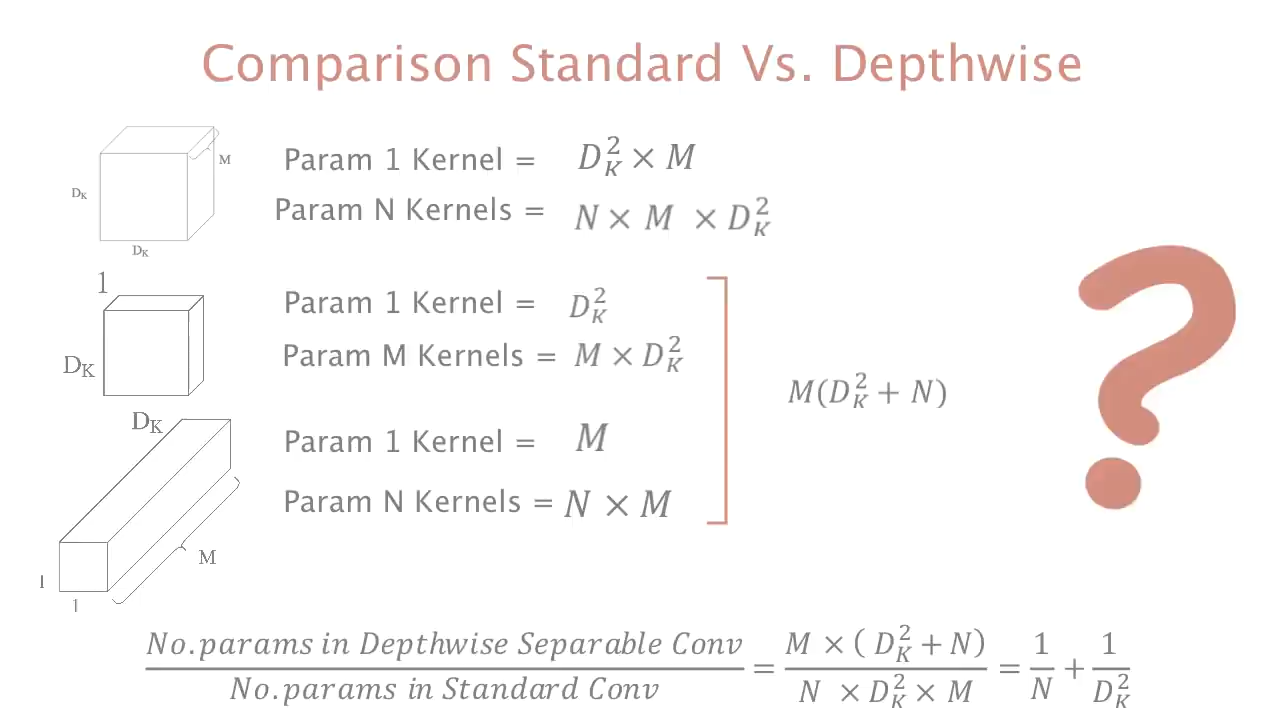 Comparison Standard Vs. Depthwise
M
Param 1 Kernel = D_K^2 × M
D_K
Param N Kernels = N × M × D_K^2
D_K
1
Param 1 Kernel = D_K^2
D_K
Param M Kernels = M × D_K^2
M(D_K^2 + N)
D_K
Param 1 Kernel = M
Param N Kernels = N × M
M
1
1
No.params in Depthwise Separable Conv / No.params in Standard Conv = M × (D_K^2 + N) / N × D_K^2 × M = 1/N + 1/D_K^2
?